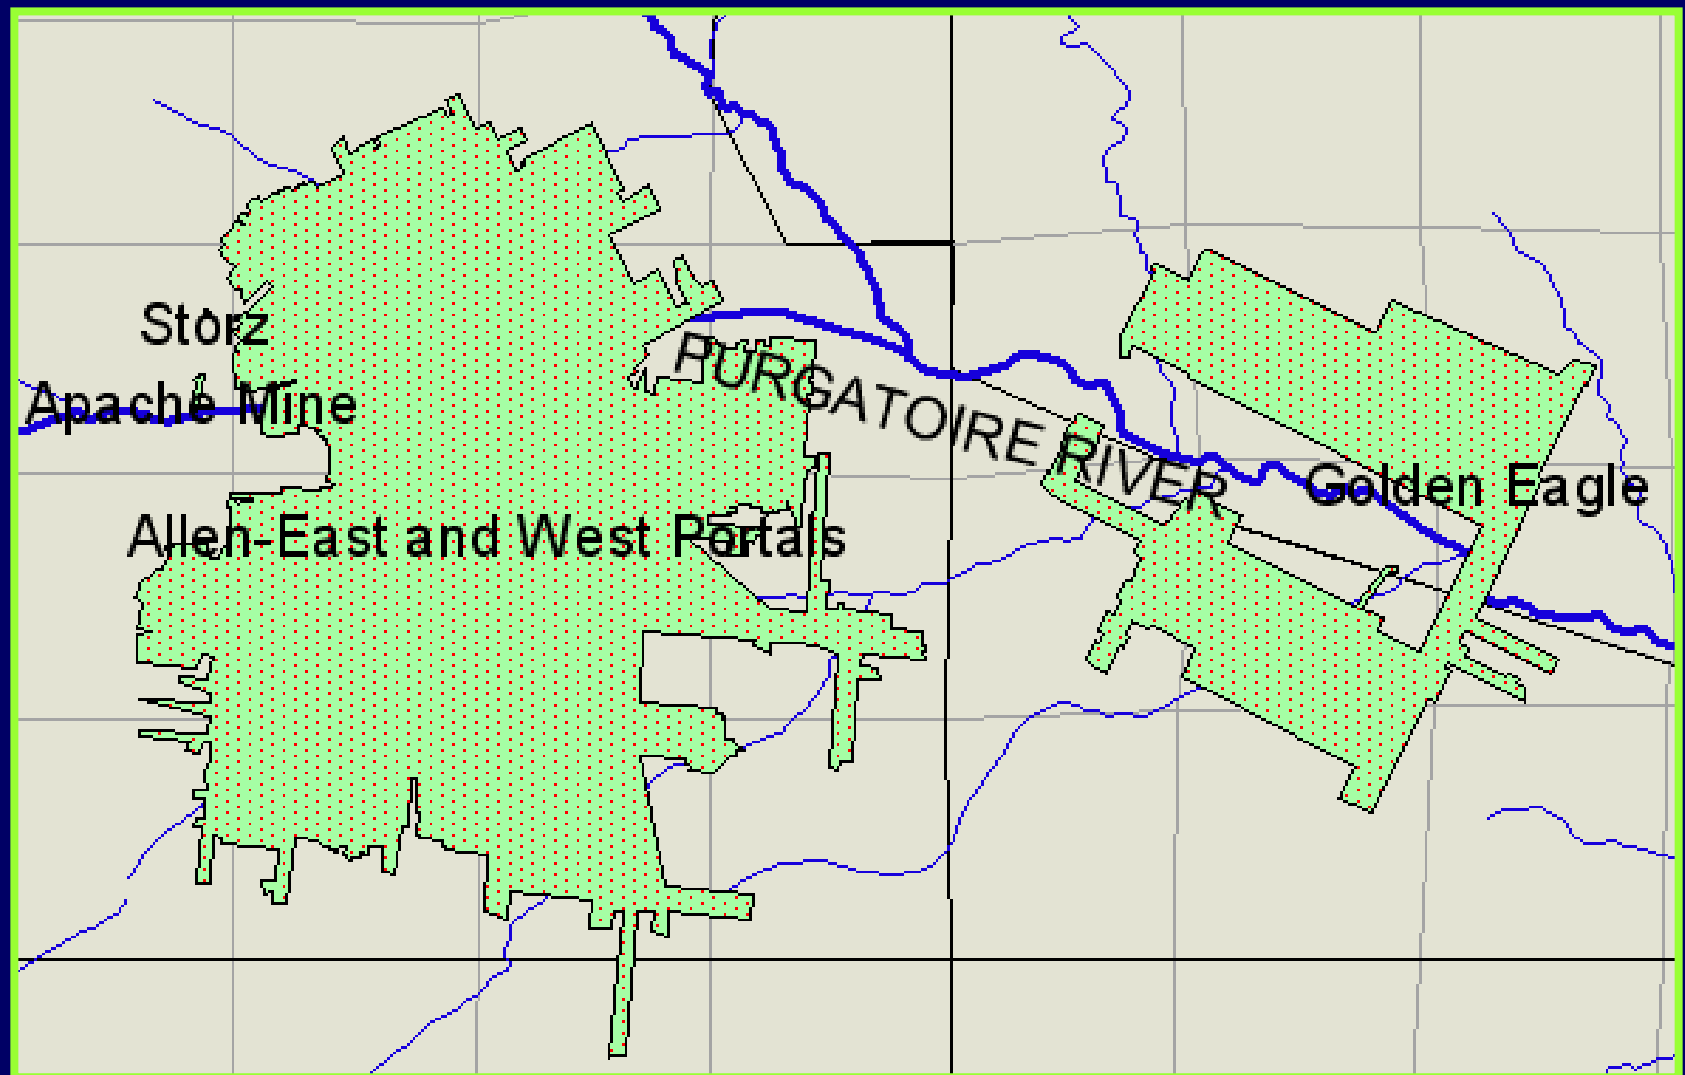 Storz
PURGATOIRE RIVER
Apache Mine
Golden Eagle
Allen-East and West Portals